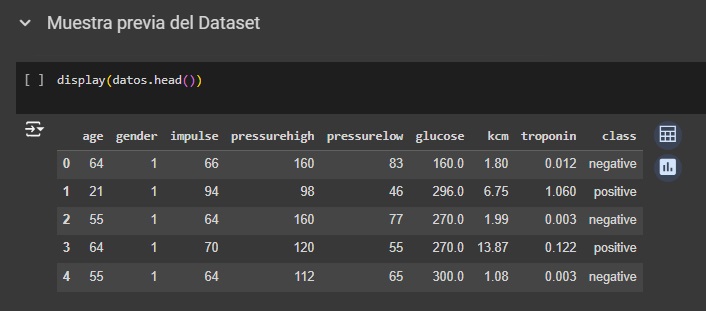 Muestra previa del Dataset
[ ] display(datos.head())
age gender impulse pressurehigh pressurelow glucose kcm troponin class
0 64 1 66 160 83 160.0 1.80 0.012 negative
1 21 1 94 98 46 296.0 6.75 1.060 positive
2 55 1 64 160 77 270.0 1.99 0.003 negative
3 64 1 70 120 55 270.0 13.87 0.122 positive
4 55 1 64 112 65 300.0 1.08 0.003 negative